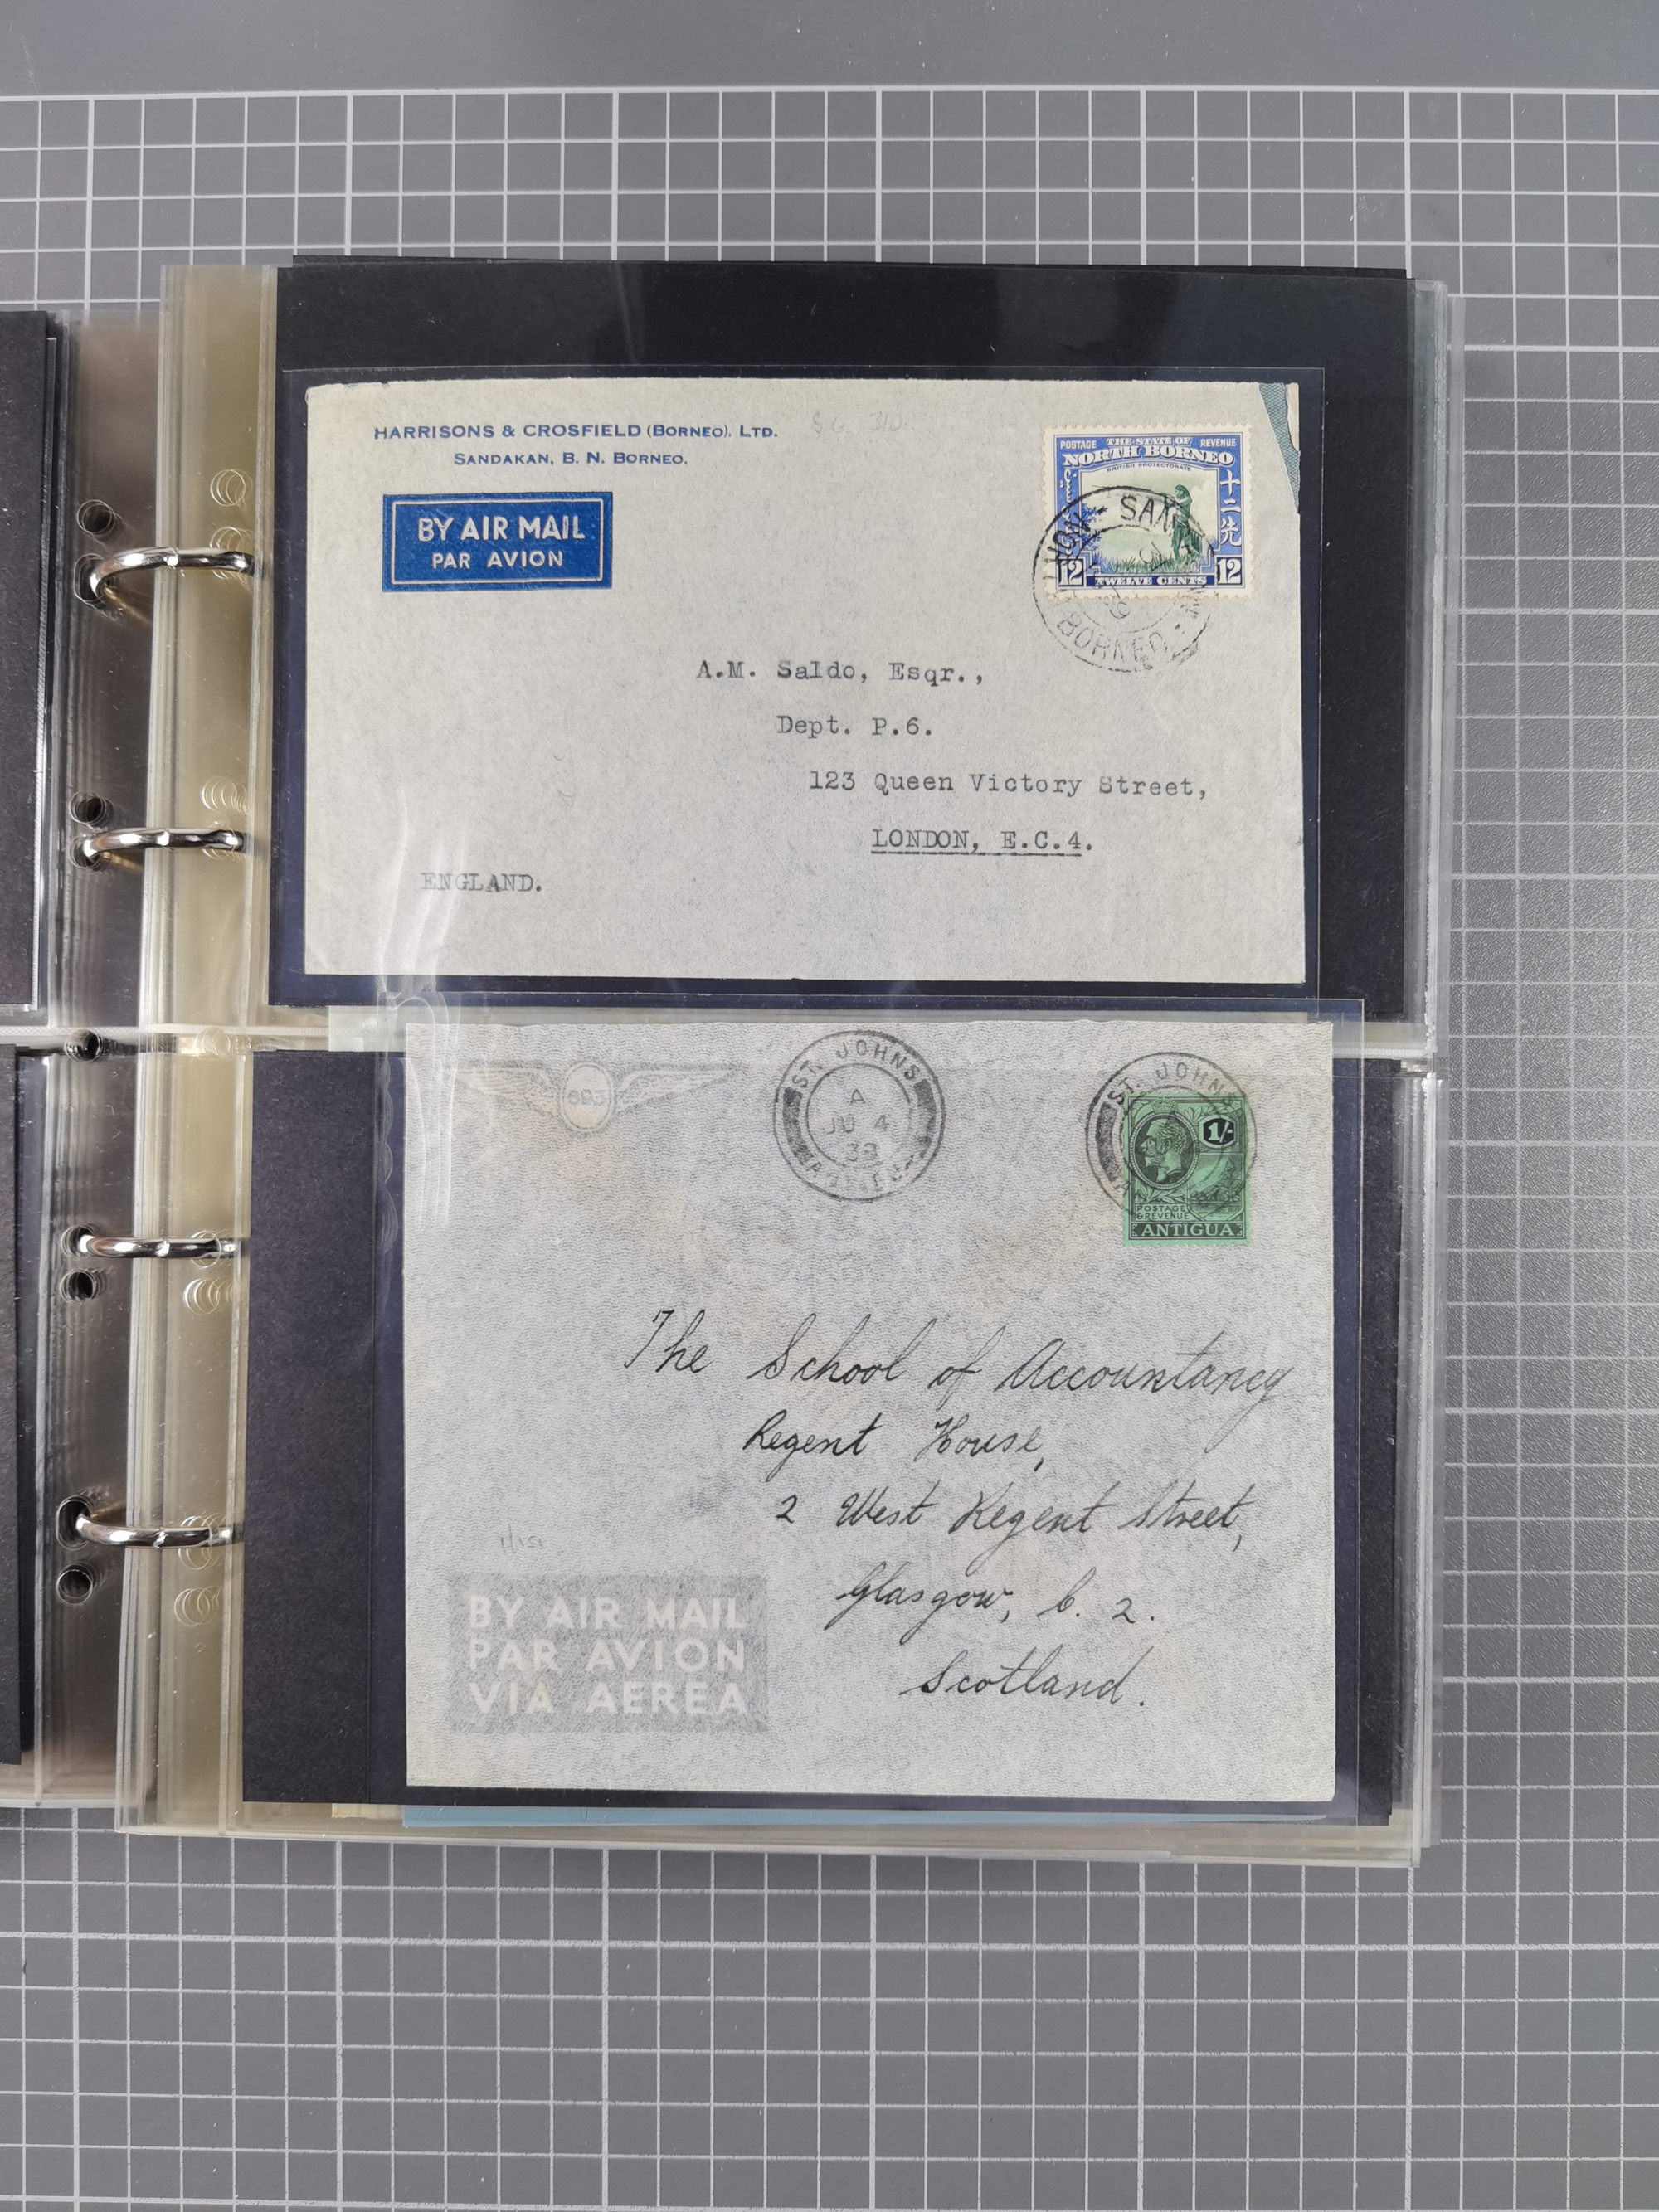 HARRISONS & CROSFIELD (BORNEO), LTD.
SANDAKAN, B. N. BORNEO.
S.G. 310.
BY AIR MAIL
PAR AVION
POSTAGE THE STATE OF REVENUE
NORTH BORNEO
BRITISH PROTECTORATE
十二先
12 TWELVE CENTS 12
BORNEO
A.M. Saldo, Esqr.,
Dept. P.6.
123 Queen Victory Street,
LONDON, E.C.4.
ENGLAND.
693
ST. JOHNS
A
JU 4
ST. JOHNS
1/-
POSTAGE
& REVENUE
ANTIGUA
The School of Accountancy
Regent House,
2 West Regent Street,
Glasgow, C. 2.
Scotland.
BY AIR MAIL
PAR AVION
VIA AEREA